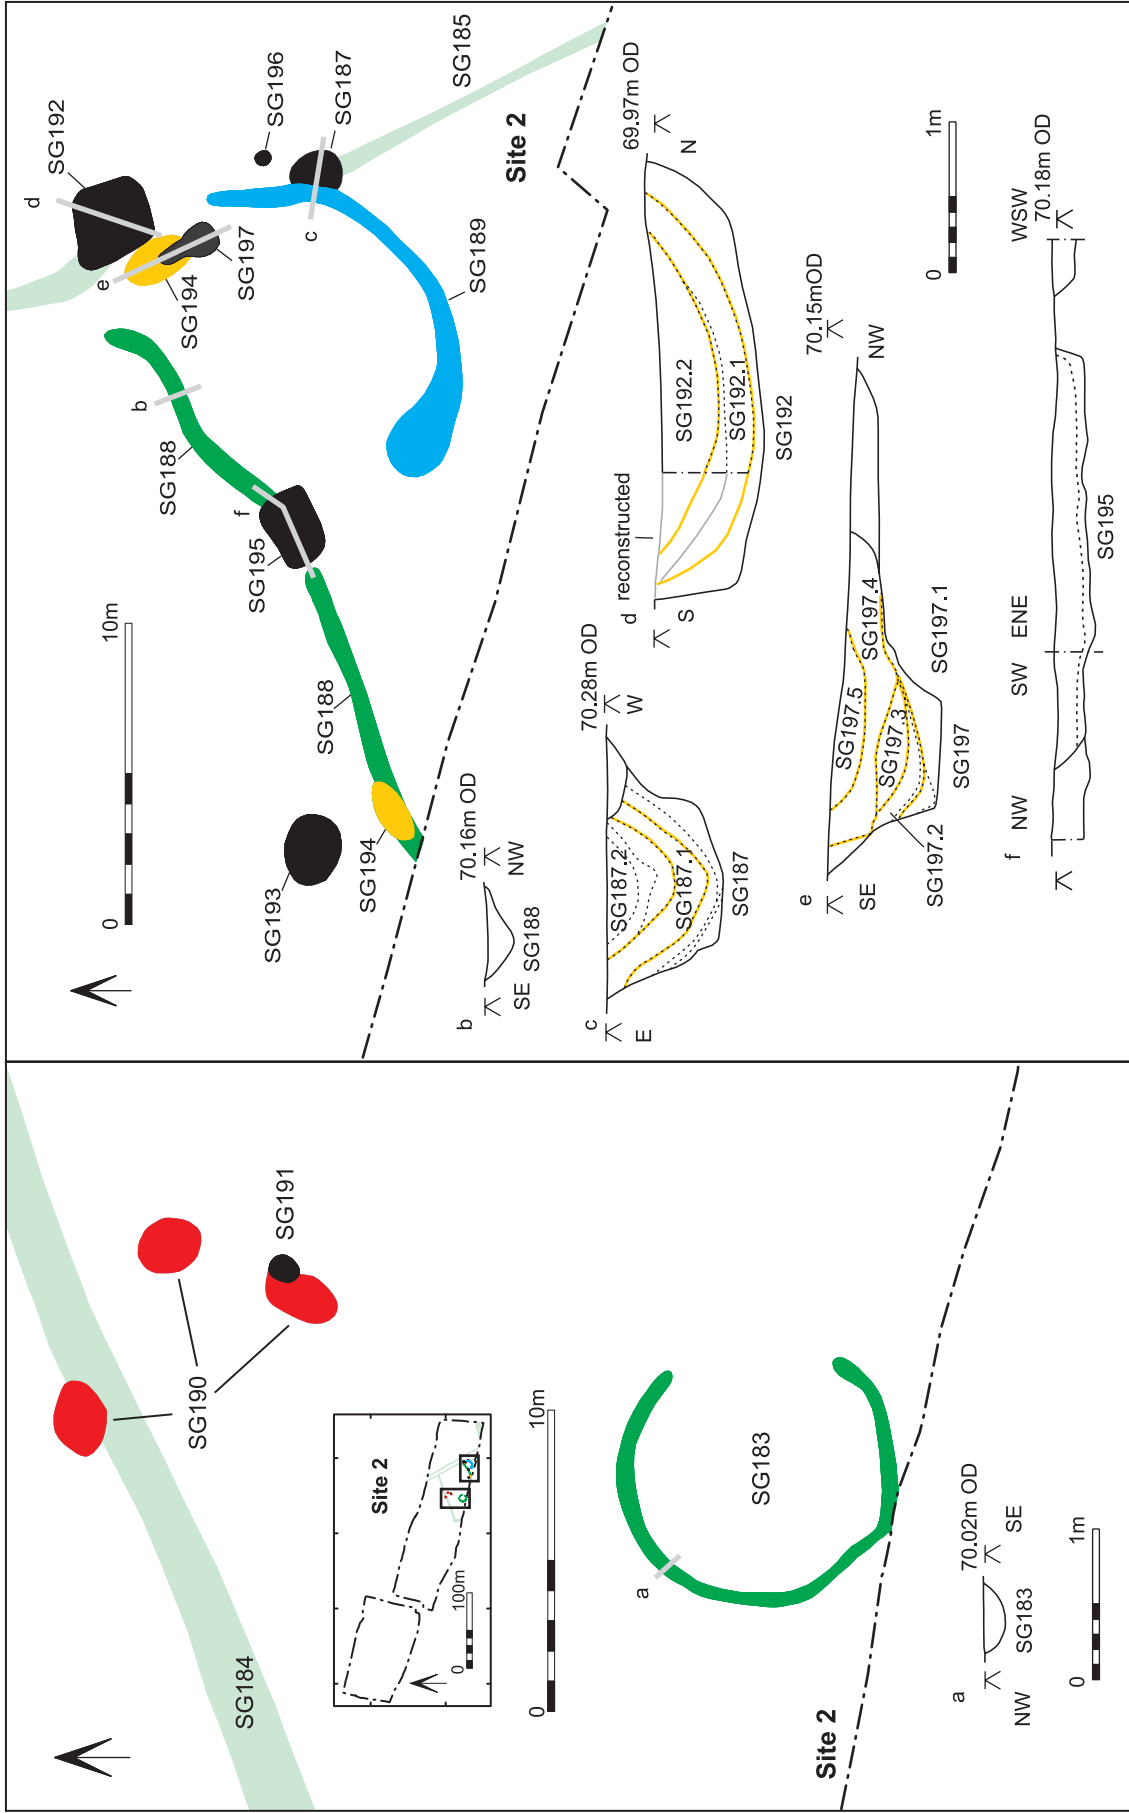 SG184
SG190
SG191
Site 2
0
100m
0
10m
SG183
Site 2
a
a
70.02m OD
NW
SE
SG183
0
1m
0
10m
SG192
d
e
SG194
SG197
SG196
SG187
c
SG185
SG189
b
SG188
f
SG195
SG188
SG193
SG194
Site 2
b
70.16m OD
SE
NW
SG188
c
70.28m OD
E
W
SG187.2
SG187.1
SG187
d
reconstructed
69.97m OD
S
N
SG192.2
SG192.1
SG192
e
70.15mOD
SE
NW
SG197.5
SG197.4
SG197.3
SG197.2
SG197.1
SG197
0
1m
f
NW
SW
ENE
WSW
70.18m OD
SG195